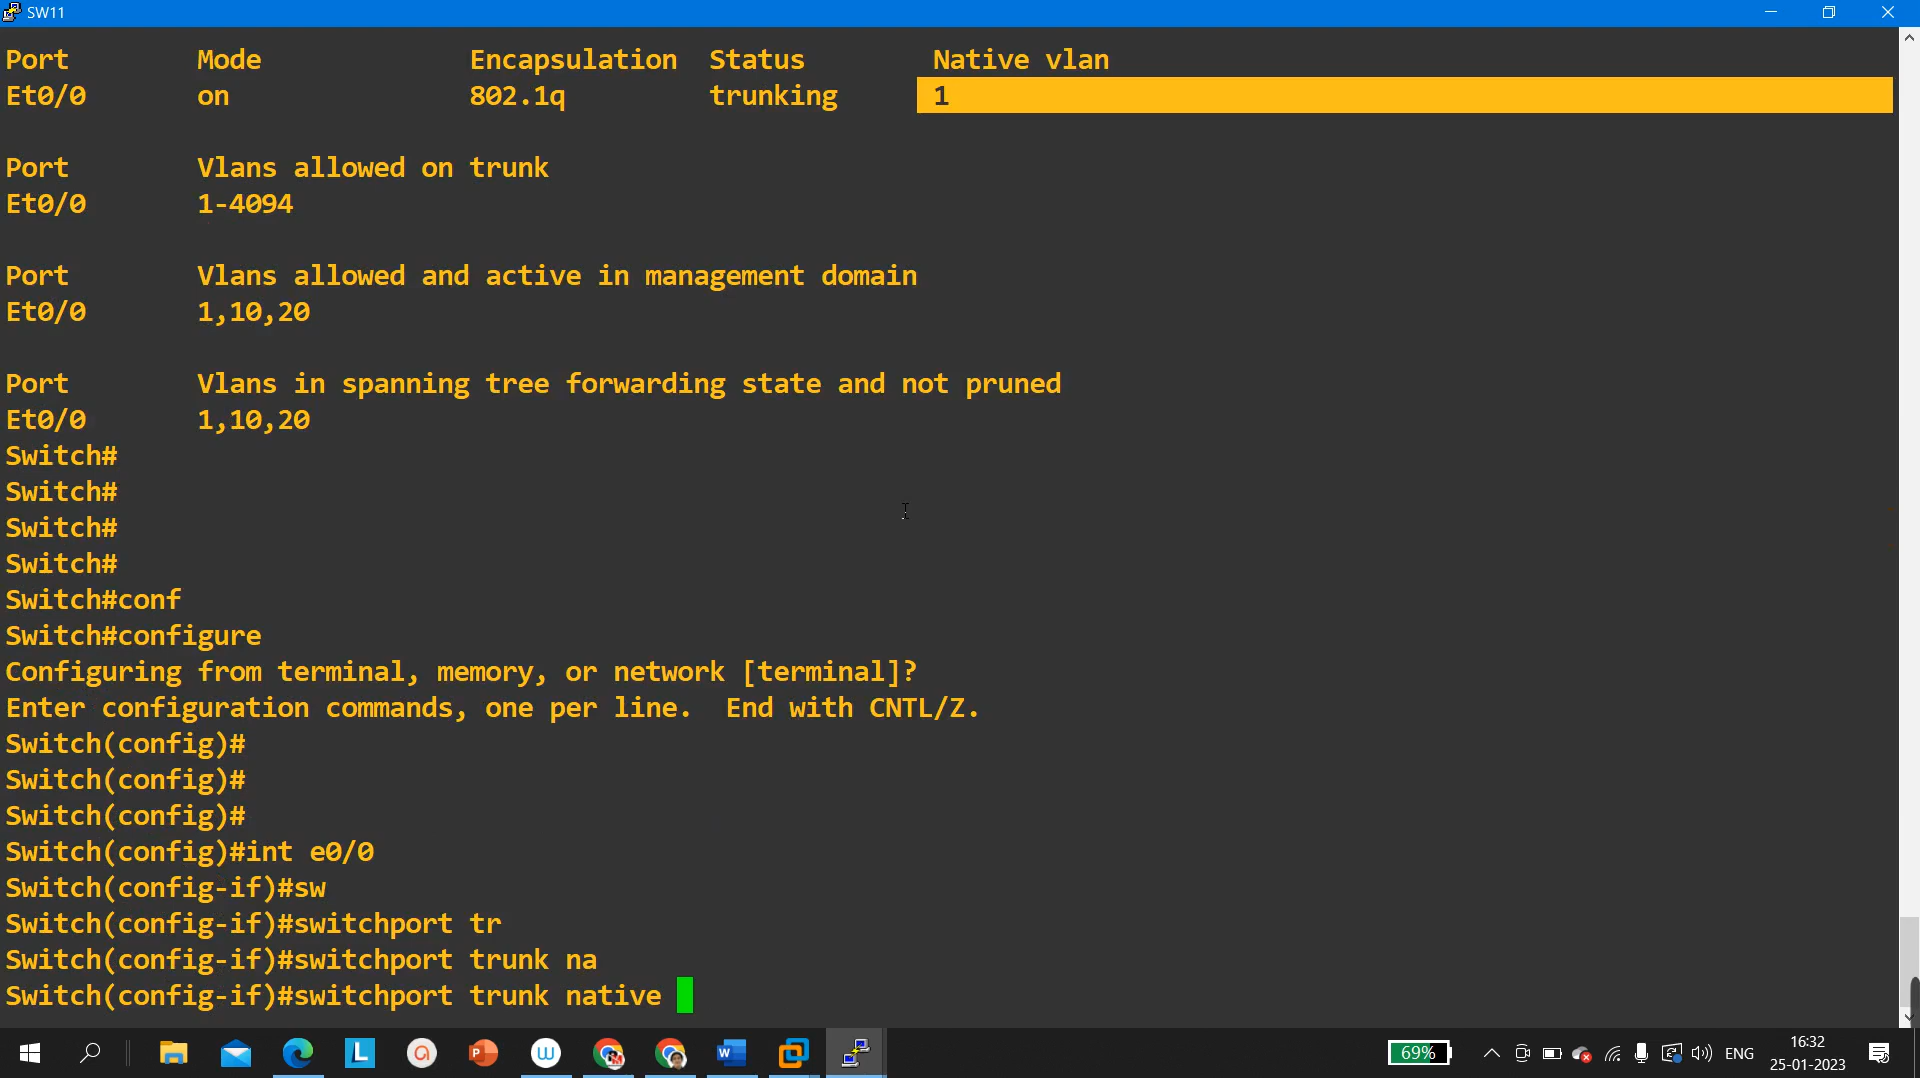 SW11
Port        Mode             Encapsulation  Status        Native vlan
Et0/0       on               802.1q         trunking      1
Port        Vlans allowed on trunk
Et0/0       1-4094
Port        Vlans allowed and active in management domain
Et0/0       1,10,20
Port        Vlans in spanning tree forwarding state and not pruned
Et0/0       1,10,20
Switch#
Switch#
Switch#
Switch#
Switch#conf
Switch#configure
Configuring from terminal, memory, or network [terminal]?
Enter configuration commands, one per line.  End with CNTL/Z.
Switch(config)#
Switch(config)#
Switch(config)#
Switch(config)#int e0/0
Switch(config-if)#sw
Switch(config-if)#switchport tr
Switch(config-if)#switchport trunk na
Switch(config-if)#switchport trunk native
69%
ENG
16:32
25-01-2023